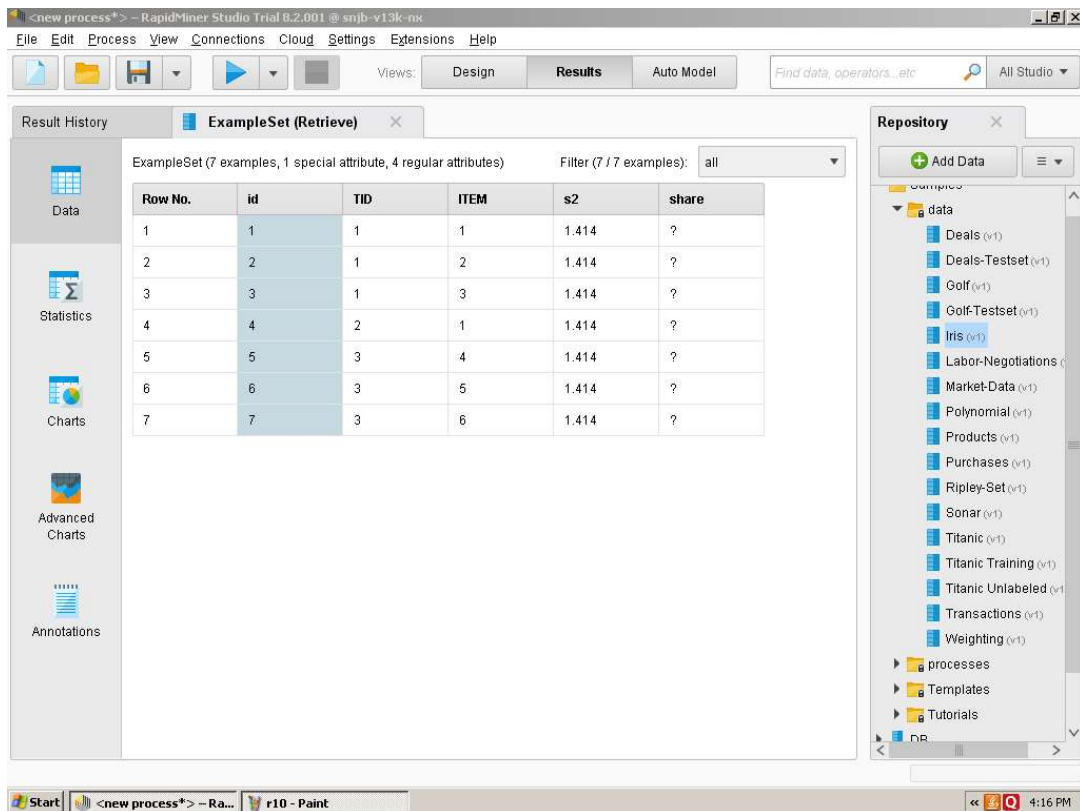 <new process*> – RapidMiner Studio Trial 8.2.001 @ snjb-v13k-nx
File Edit Process View Connections Cloud Settings Extensions Help
Views: Design Results Auto Model Find data, operators...etc All Studio
Result History ExampleSet (Retrieve) Repository
ExampleSet (7 examples, 1 special attribute, 4 regular attributes) Filter (7 / 7 examples): all
Add Data
Data
Statistics
Charts
Advanced
Charts
Annotations
Row No. id TID ITEM s2 share
1 1 1 1 1.414 ?
2 2 1 2 1.414 ?
3 3 1 3 1.414 ?
4 4 2 1 1.414 ?
5 5 3 4 1.414 ?
6 6 3 5 1.414 ?
7 7 3 6 1.414 ?
data
Deals (v1)
Deals-Testset (v1)
Golf (v1)
Golf-Testset (v1)
Iris (v1)
Labor-Negotiations (
Market-Data (v1)
Polynomial (v1)
Products (v1)
Purchases (v1)
Ripley-Set (v1)
Sonar (v1)
Titanic (v1)
Titanic Training (v1)
Titanic Unlabeled (v1
Transactions (v1)
Weighting (v1)
processes
Templates
Tutorials
DB
Start <new process*> – Ra... r10 - Paint 4:16 PM